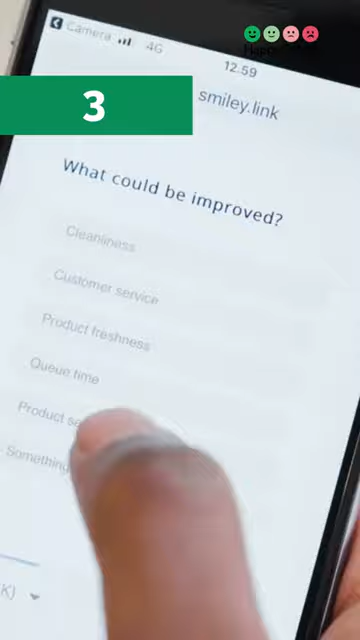 Camera 4G
12.59
3
smiley.link
What could be improved?
Cleanliness
Customer service
Product freshness
Queue time
Product
Something